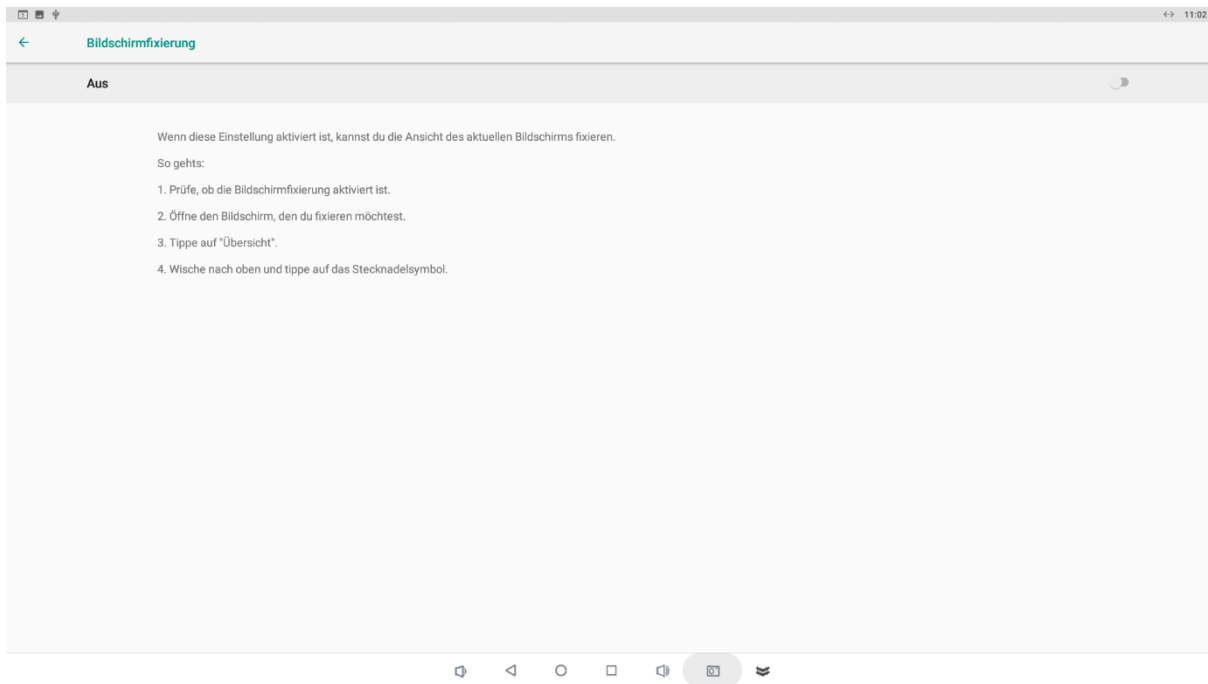 11:02
Bildschirmfixierung
Aus
Wenn diese Einstellung aktiviert ist, kannst du die Ansicht des aktuellen Bildschirms fixieren.
So gehts:
1. Prüfe, ob die Bildschirmfixierung aktiviert ist.
2. Öffne den Bildschirm, den du fixieren möchtest.
3. Tippe auf "Übersicht".
4. Wische nach oben und tippe auf das Stecknadelsymbol.